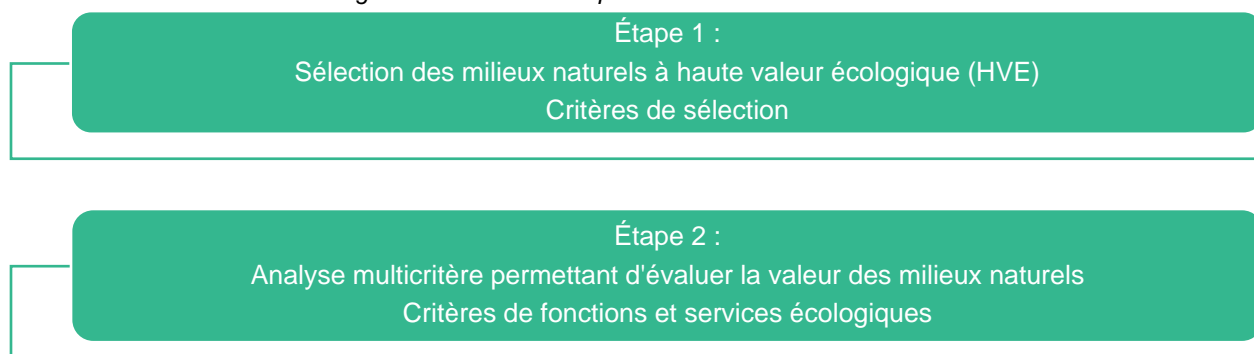 Étape 1 :
Sélection des milieux naturels à haute valeur écologique (HVE)
Critères de sélection
Étape 2 :
Analyse multicritère permettant d'évaluer la valeur des milieux naturels
Critères de fonctions et services écologiques